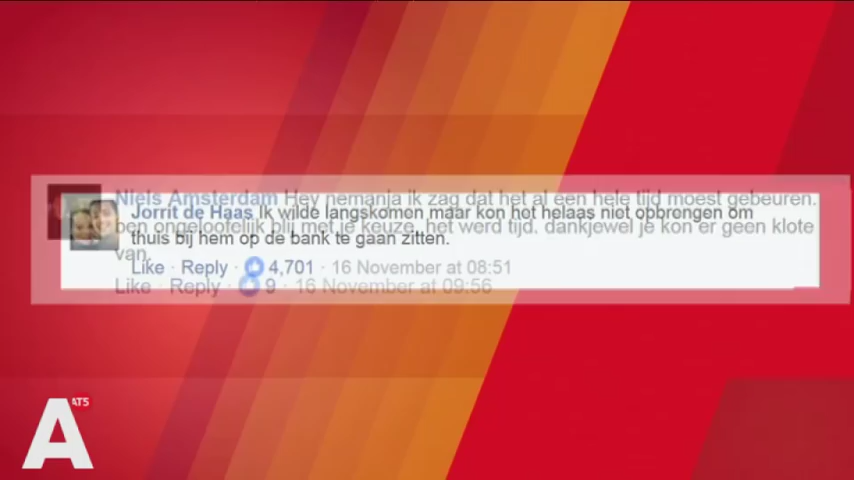 Niels Amsterdam Hey nemanja ik zag dat het al een hele tijd moest gebeuren.
ben ongelooflijk blij met je keuze, het werd tijd. dankjewel je kon er geen klote
van.
Like · Reply · 9 · 16 November at 09:56
Jorrit de Haas Ik wilde langskomen maar kon het helaas niet opbrengen om
thuis bij hem op de bank te gaan zitten.
Like · Reply · 4,701 · 16 November at 08:51
A AT5